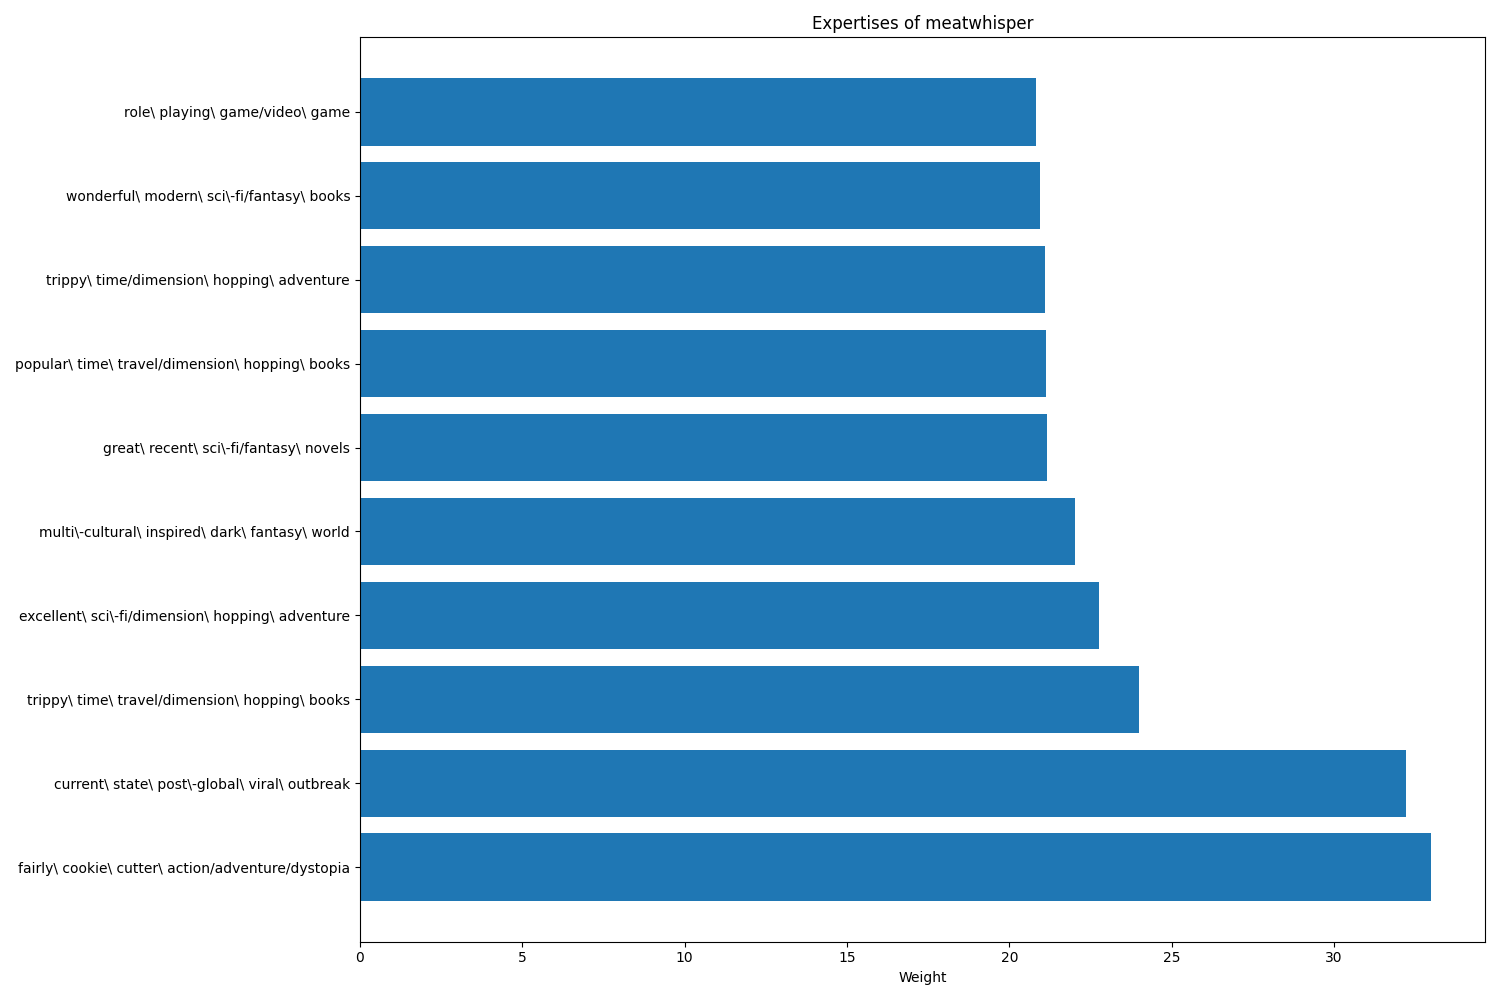 Expertises of meatwhisper
role\ playing\ game/video\ game
wonderful\ modern\ sci\-fi/fantasy\ books
trippy\ time/dimension\ hopping\ adventure
popular\ time\ travel/dimension\ hopping\ books
great\ recent\ sci\-fi/fantasy\ novels
multi\-cultural\ inspired\ dark\ fantasy\ world
excellent\ sci\-fi/dimension\ hopping\ adventure
trippy\ time\ travel/dimension\ hopping\ books
current\ state\ post\-global\ viral\ outbreak
fairly\ cookie\ cutter\ action/adventure/dystopia
0 5 10 15 20 25 30
Weight